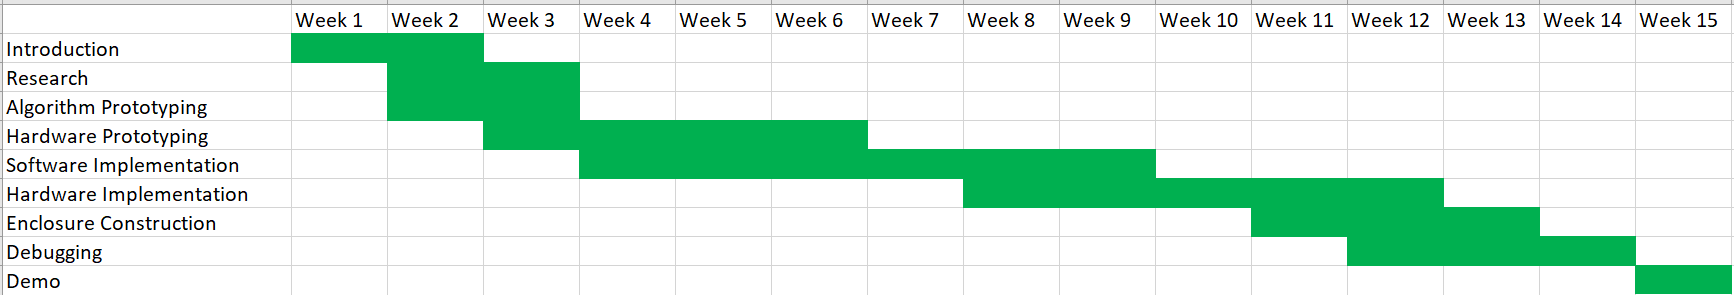 Week 1 Week 2 Week 3 Week 4 Week 5 Week 6 Week 7 Week 8 Week 9 Week 10 Week 11 Week 12 Week 13 Week 14 Week 15
Introduction
Research
Algorithm Prototyping
Hardware Prototyping
Software Implementation
Hardware Implementation
Enclosure Construction
Debugging
Demo